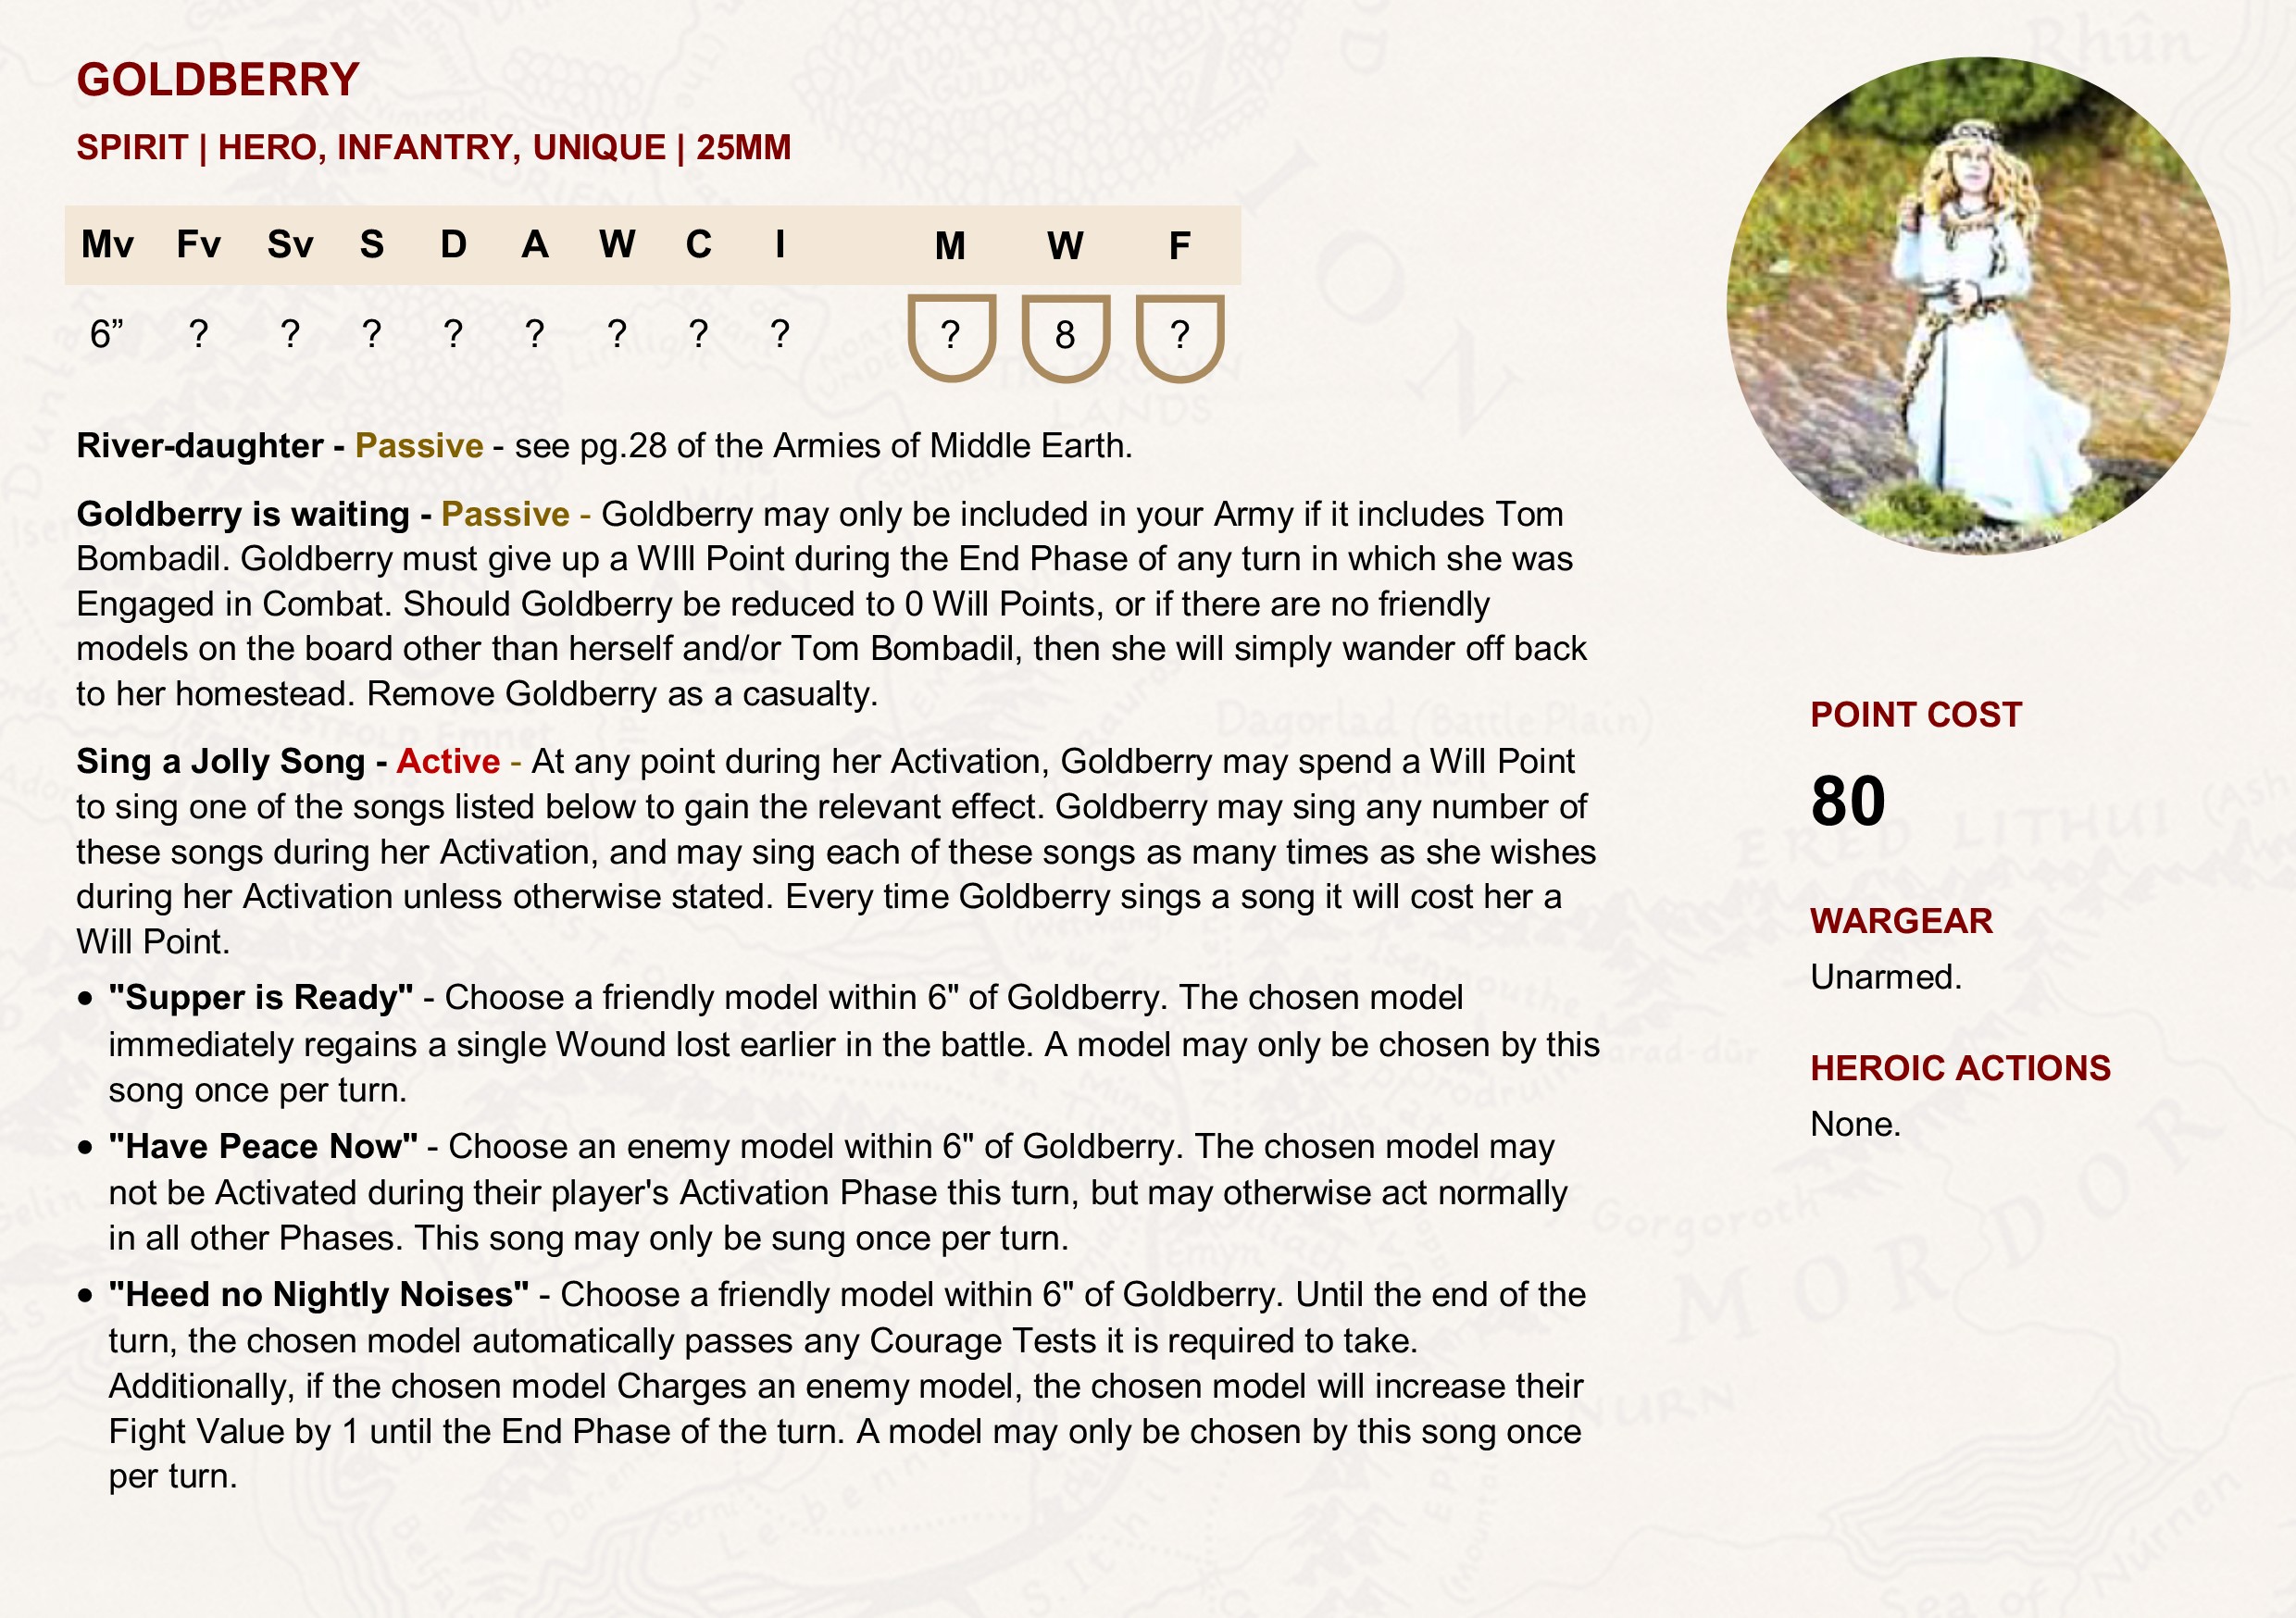 GOLDBERRY
SPIRIT | HERO, INFANTRY, UNIQUE | 25MM
Mv Fv Sv S D A W C I M W F
6” ? ? ? ? ? ? ? ? ? 8 ?
River-daughter - Passive - see pg.28 of the Armies of Middle Earth.
Goldberry is waiting - Passive - Goldberry may only be included in your Army if it includes Tom
Bombadil. Goldberry must give up a WIll Point during the End Phase of any turn in which she was
Engaged in Combat. Should Goldberry be reduced to 0 Will Points, or if there are no friendly
models on the board other than herself and/or Tom Bombadil, then she will simply wander off back
to her homestead. Remove Goldberry as a casualty.
Sing a Jolly Song - Active - At any point during her Activation, Goldberry may spend a Will Point
to sing one of the songs listed below to gain the relevant effect. Goldberry may sing any number of
these songs during her Activation, and may sing each of these songs as many times as she wishes
during her Activation unless otherwise stated. Every time Goldberry sings a song it will cost her a
Will Point.
• "Supper is Ready" - Choose a friendly model within 6" of Goldberry. The chosen model
immediately regains a single Wound lost earlier in the battle. A model may only be chosen by this
song once per turn.
• "Have Peace Now" - Choose an enemy model within 6" of Goldberry. The chosen model may
not be Activated during their player's Activation Phase this turn, but may otherwise act normally
in all other Phases. This song may only be sung once per turn.
• "Heed no Nightly Noises" - Choose a friendly model within 6" of Goldberry. Until the end of the
turn, the chosen model automatically passes any Courage Tests it is required to take.
Additionally, if the chosen model Charges an enemy model, the chosen model will increase their
Fight Value by 1 until the End Phase of the turn. A model may only be chosen by this song once
per turn.
POINT COST
80
WARGEAR
Unarmed.
HEROIC ACTIONS
None.
Rhûn
LANDS
Dagorlad (Battle Plain)
ERED LITHUI (Ash
Gorgoroth
MORDOR
NURN
Sea of Núrnen